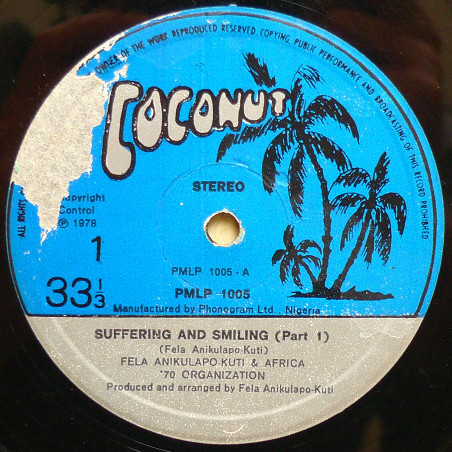 ALL RIGHTS
OWNER OF THE WORK REPRODUCED RESERVED COPYING, PUBLIC PERFORMANCE AND BROADCASTING OF THIS RECORD PROHIBITED
COCONUT
STEREO
Copyright
Control
Ⓟ 1978
1
PMLP 1005 - A
33⅓
PMLP 1005
Manufactured by Phonogram Ltd., Nigeria
SUFFERING AND SMILING (Part 1)
(Fela Anikulapo-Kuti)
FELA ANIKULAPO-KUTI & AFRICA
'70 ORGANIZATION
Produced and arranged by Fela Anikulapo-Kuti